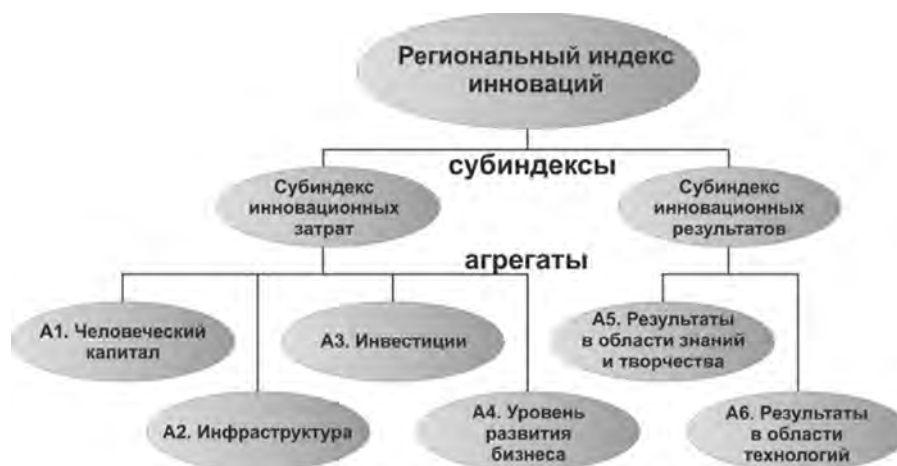 Региональный индекс
инноваций
субиндексы
Субиндекс
инновационных
затрат
Субиндекс
инновационных
результатов
агрегаты
А1. Человеческий
капитал
А3. Инвестиции
А5. Результаты
в области знаний
и творчества
А2. Инфраструктура
А4. Уровень
развития
бизнеса
А6. Результаты
в области
технологий